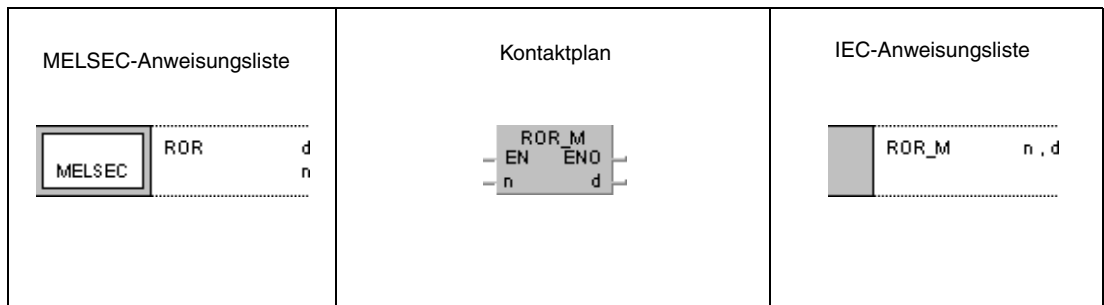 MELSEC-Anweisungsliste
MELSEC
ROR d
n
Kontaktplan
ROR_M
EN ENO
n d
IEC-Anweisungsliste
ROR_M n , d